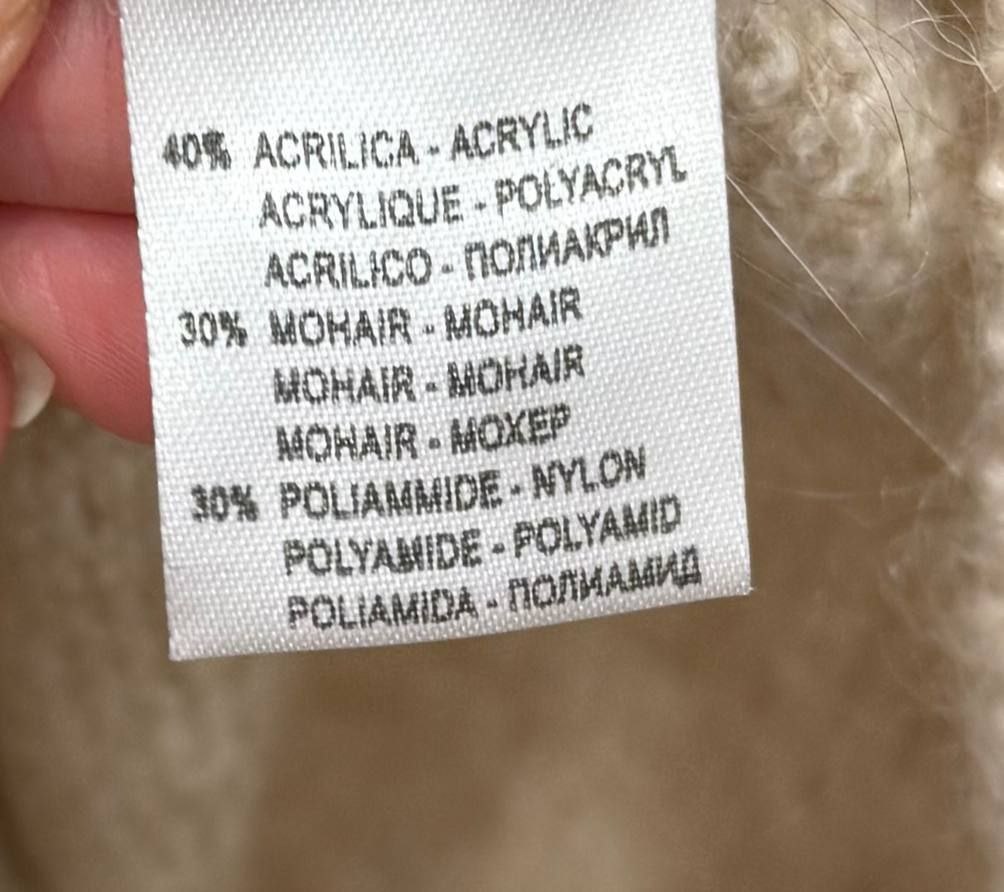 40% ACRILICA - ACRYLIC
ACRYLIQUE - POLYACRYL
ACRILICO - ПОЛИАКРИЛ
30% MOHAIR - MOHAIR
MOHAIR - MOHAIR
MOHAIR - МОХЕР
30% POLIAMMIDE - NYLON
POLYAMIDE - POLYAMID
POLIAMIDA - ПОЛИАМИД